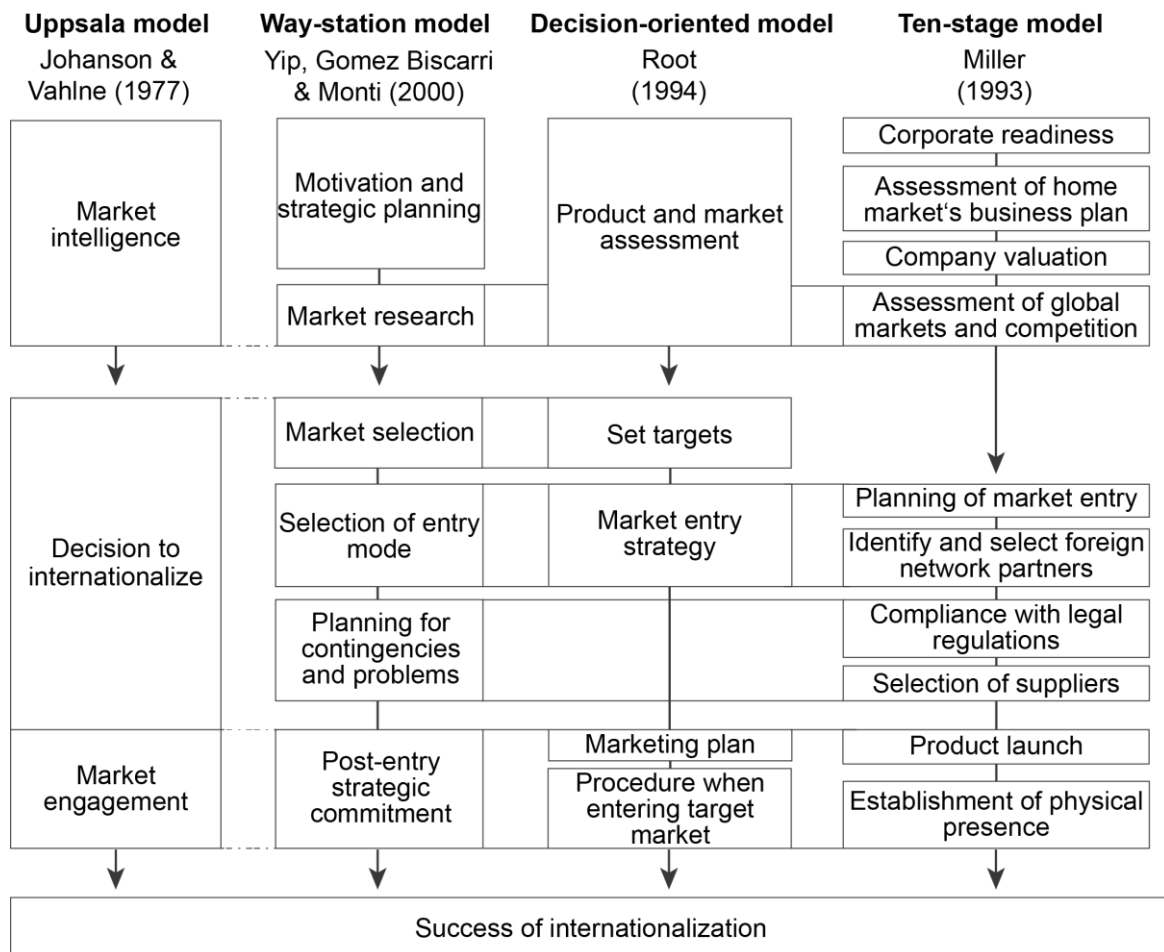 Uppsala model
Johanson &
Vahlne (1977)
Market
intelligence
Decision to
internationalize
Market
engagement
Way-station model
Yip, Gomez Biscarri
& Monti (2000)
Motivation and
strategic planning
Market research
Market selection
Selection of entry
mode
Planning for
contingencies
and problems
Post-entry
strategic
commitment
Decision-oriented model
Root
(1994)
Product and market
assessment
Set targets
Market entry
strategy
Marketing plan
Procedure when
entering target
market
Ten-stage model
Miller
(1993)
Corporate readiness
Assessment of home
market‘s business plan
Company valuation
Assessment of global
markets and competition
Planning of market entry
Identify and select foreign
network partners
Compliance with legal
regulations
Selection of suppliers
Product launch
Establishment of physical
presence
Success of internationalization